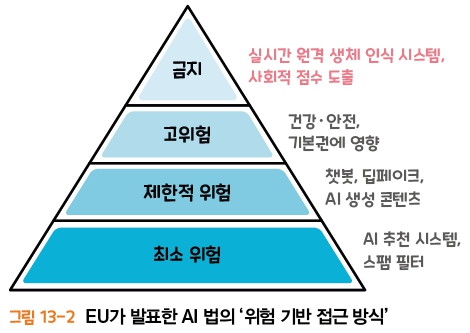 금지
실시간 원격 생체 인식 시스템,
사회적 점수 도출
고위험
건강·안전,
기본권에 영향
제한적 위험
챗봇, 딥페이크,
AI 생성 콘텐츠
최소 위험
AI 추천 시스템,
스팸 필터
그림 13-2 EU가 발표한 AI 법의 ‘위험 기반 접근 방식’